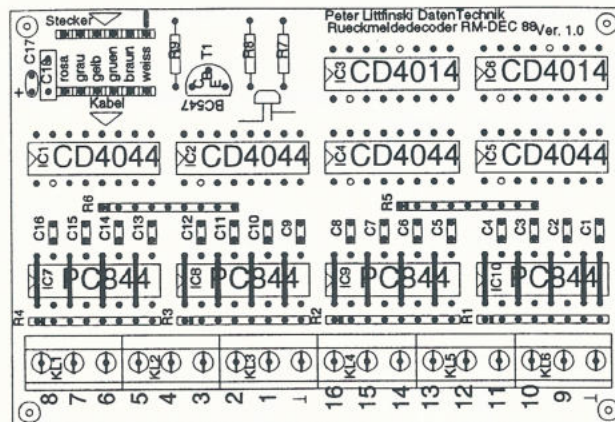 Stecker
Peter Littfinski DatenTechnik
Rueckmeldedecoder RM-DEC 88 Ver. 1.0
C17
+
C18
rosa
grau
gelb
gruen
braun
weiss
Kabel
R9
T1
C
B
E
BC547
R8
R7
IC3 CD4014
IC6 CD4014
IC1 CD4044
IC2 CD4044
IC4 CD4044
IC5 CD4044
R6
R5
C16 C15 C14 C13 C12 C11 C10 C9 C8 C7 C6 C5 C4 C3 C2 C1
IC7 PC844
IC8 PC844
IC9 PC844
IC10 PC844
R4 R3 R2 R1
KL1 KL2 KL3 KL4 KL5 KL6
8 7 6 5 4 3 2 1 ⊥ 16 15 14 13 12 11 10 9 ⊥